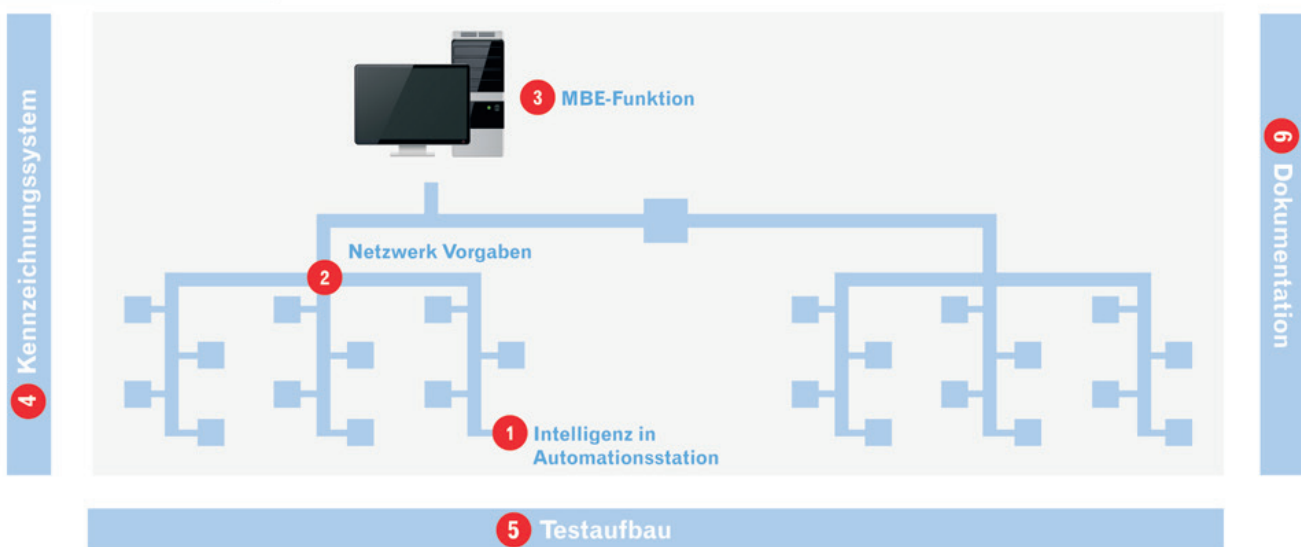 4 Kennzeichnungssystem
3 MBE-Funktion
Netzwerk Vorgaben
2
1 Intelligenz in
Automationsstation
6 Dokumentation
5 Testaufbau